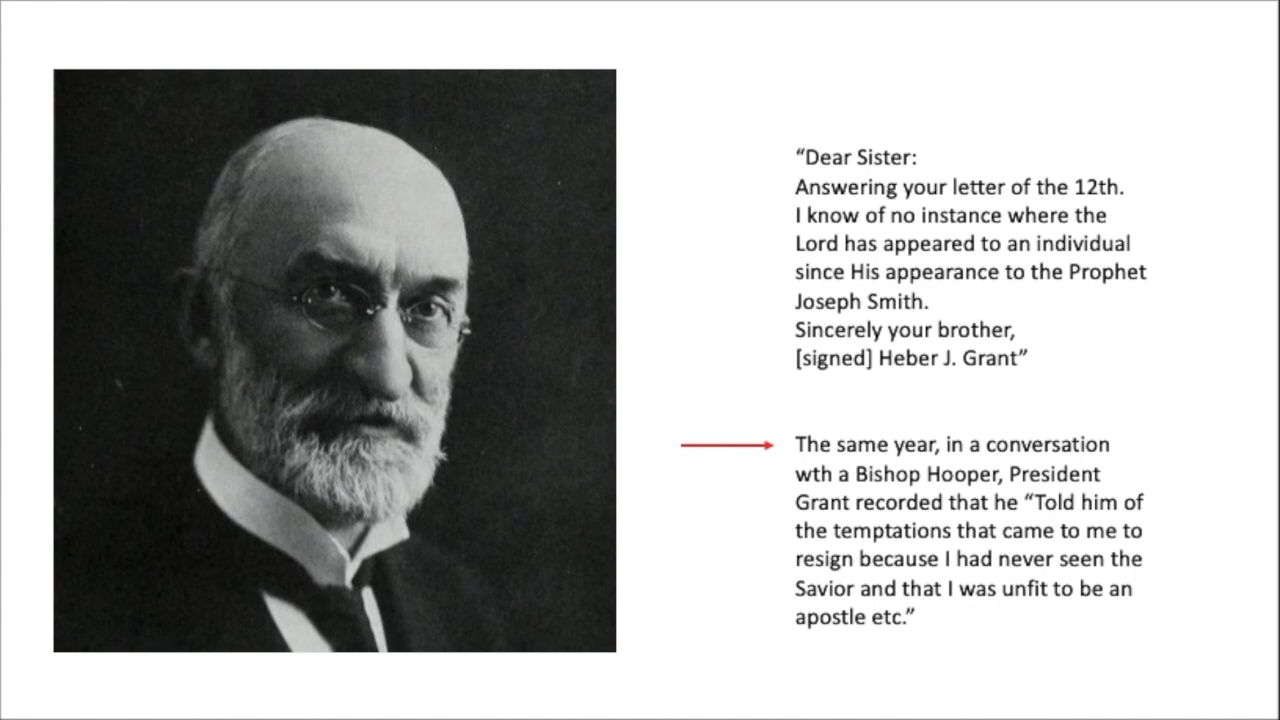 “Dear Sister:
Answering your letter of the 12th.
I know of no instance where the
Lord has appeared to an individual
since His appearance to the Prophet
Joseph Smith.
Sincerely your brother,
[signed] Heber J. Grant”
The same year, in a conversation
wth a Bishop Hooper, President
Grant recorded that he “Told him of
the temptations that came to me to
resign because I had never seen the
Savior and that I was unfit to be an
apostle etc.”